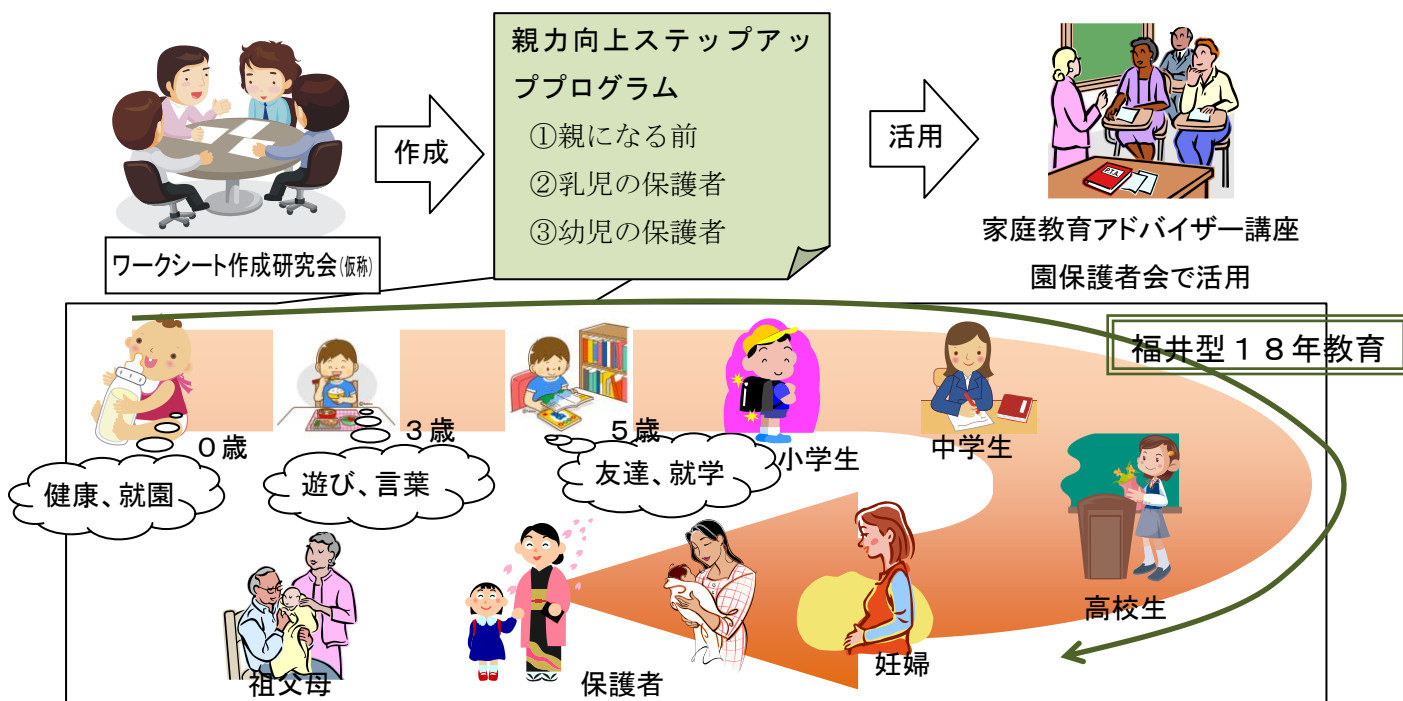 親力向上ステップアッ
ププログラム
①親になる前
②乳児の保護者
③幼児の保護者
作成
活用
ワークシート作成研究会(仮称)
P.T.A.
家庭教育アドバイザー講座
園保護者会で活用
福井型18年教育
0歳
3歳
5歳
小学生
中学生
健康、就園
遊び、言葉
友達、就学
高校生
妊婦
祖父母
保護者